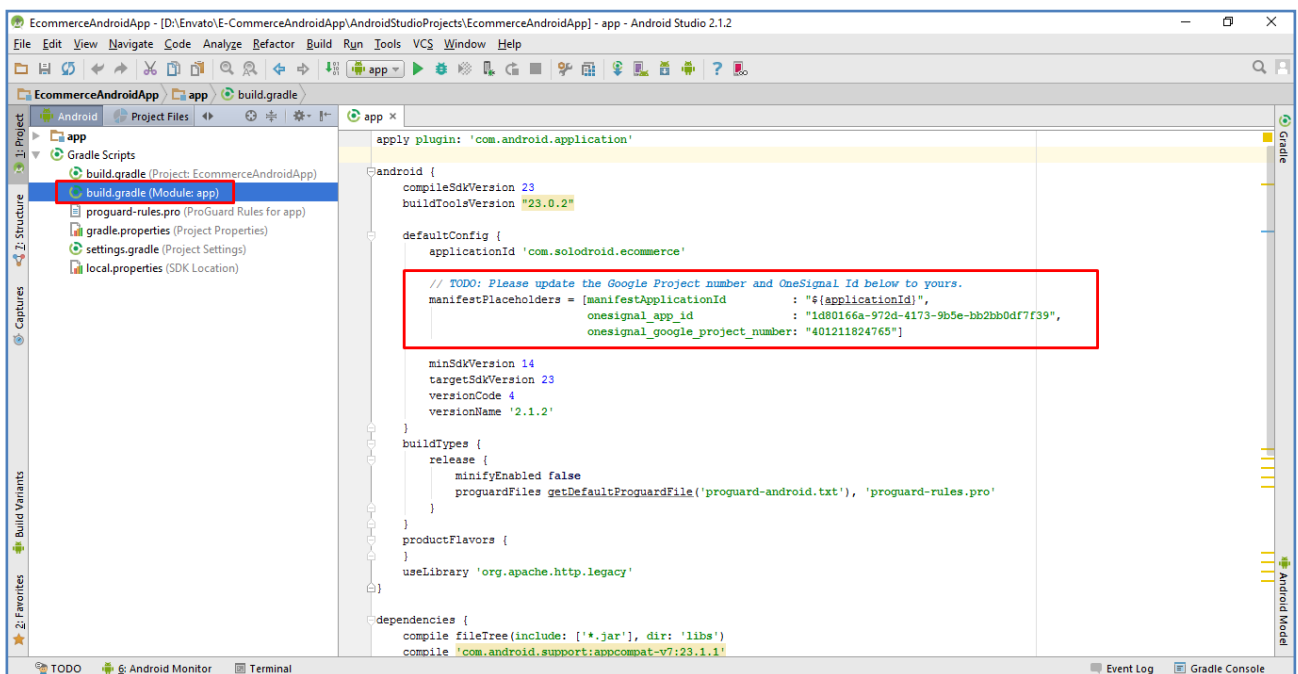 EcommerceAndroidApp - [D:\Envato\E-CommerceAndroidApp\AndroidStudioProjects\EcommerceAndroidApp] - app - Android Studio 2.1.2
File Edit View Navigate Code Analyze Refactor Build Run Tools VCS Window Help
app
EcommerceAndroidApp app build.gradle
Android Project Files
app
Gradle Scripts
build.gradle (Project: EcommerceAndroidApp)
build.gradle (Module: app)
proguard-rules.pro (ProGuard Rules for app)
gradle.properties (Project Properties)
settings.gradle (Project Settings)
local.properties (SDK Location)
1: Project
7: Structure
Captures
Build Variants
2: Favorites
app ×
apply plugin: 'com.android.application'
android {
compileSdkVersion 23
buildToolsVersion "23.0.2"
defaultConfig {
applicationId 'com.solodroid.ecommerce'
// TODO: Please update the Google Project number and OneSignal Id below to yours.
manifestPlaceholders = [manifestApplicationId : "${applicationId}",
onesignal_app_id : "1d80166a-972d-4173-9b5e-bb2bb0df7f39",
onesignal_google_project_number: "401211824765"]
minSdkVersion 14
targetSdkVersion 23
versionCode 4
versionName '2.1.2'
}
buildTypes {
release {
minifyEnabled false
proguardFiles getDefaultProguardFile('proguard-android.txt'), 'proguard-rules.pro'
}
}
productFlavors {
}
useLibrary 'org.apache.http.legacy'
}
dependencies {
compile fileTree(include: ['*.jar'], dir: 'libs')
compile 'com.android.support:appcompat-v7:23.1.1'
Gradle
Android Model
TODO 6: Android Monitor Terminal Event Log Gradle Console